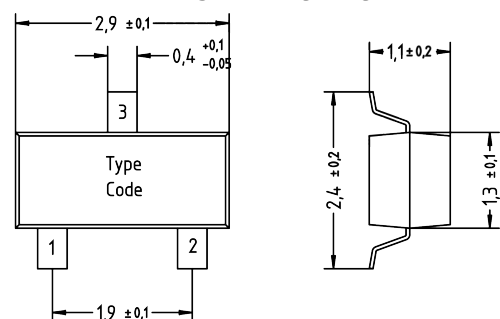 2,9 ±0,1
0,4 +0,1 -0,05
1,1±0,2
3
Type
Code
2,4 ±0,2
1,3 ±0,1
1
2
1,9 ±0,1